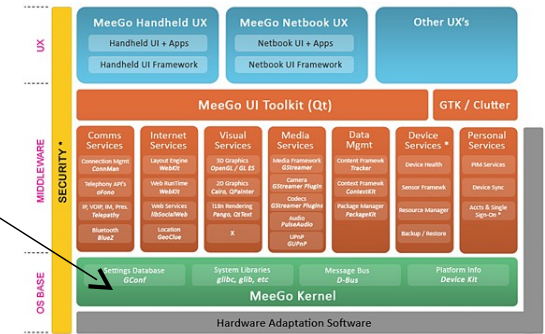 MeeGo Handheld UX
Handheld UI + Apps
Handheld UI Framework
MeeGo Netbook UX
Netbook UI + Apps
Netbook UI Framework
Other UX's
UX
MeeGo UI Toolkit (Qt)
GTK / Clutter
MIDDLEWARE
SECURITY *
Comms
Services
Connection Mgmt
ConnMan
Telephony API's
oFono
IP, VOIP, IM, Pres.
Telepathy
Bluetooth
BlueZ
Internet
Services
Layout Engine
WebKit
Web RunTime
WebKit
Web Services
libSocialWeb
Location
GeoClue
Visual
Services
3D Graphics
OpenGL / GL ES
2D Graphics
Cairo, QPainter
I18n Rendering
Pango, QtText
X
Media
Services
Media Framework
GStreamer
Camera
GStreamer Plugin
Codecs
GStreamer Plugins
Audio
PulseAudio
UPnP
GUPnP
Data
Mgmt
Content Framewk
Tracker
Context Framewk
ContextKit
Package Manager
PackageKit
Device
Services *
Device Health
Sensor Framewk
Resource Manager
Backup / Restore
Personal
Services
PIM Services
Device Sync
Accts & Single
Sign-On *
OS BASE
Settings Database
GConf
System Libraries
glibc, glib, etc
Message Bus
D-Bus
Platform Info
Device Kit
MeeGo Kernel
Hardware Adaptation Software